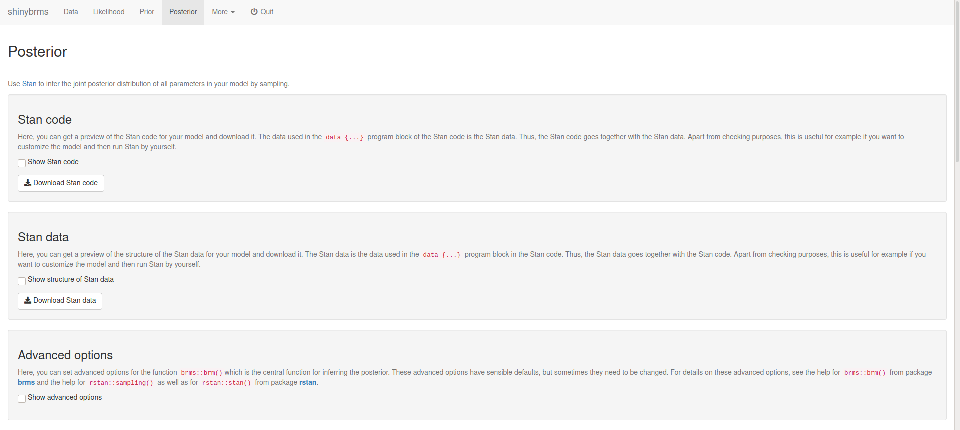 shinybrms Data Likelihood Prior Posterior More Quit
Posterior
Use Stan to infer the joint posterior distribution of all parameters in your model by sampling.
Stan code
Here, you can get a preview of the Stan code for your model and download it. The data used in the data {...} program block of the Stan code is the Stan data. Thus, the Stan code goes together with the Stan data. Apart from checking purposes, this is useful for example if you want to
customize the model and then run Stan by yourself.
Show Stan code
Download Stan code
Stan data
Here, you can get a preview of the structure of the Stan data for your model and download it. The Stan data is the data used in the data {...} program block in the Stan code. Thus, the Stan data goes together with the Stan code. Apart from checking purposes, this is useful for example if you
want to customize the model and then run Stan by yourself.
Show structure of Stan data
Download Stan data
Advanced options
Here, you can set advanced options for the function brms::brm() which is the central function for inferring the posterior. These advanced options have sensible defaults, but sometimes they need to be changed. For details on these advanced options, see the help for brms::brm() from package
brms and the help for rstan::sampling() as well as for rstan::stan() from package rstan.
Show advanced options